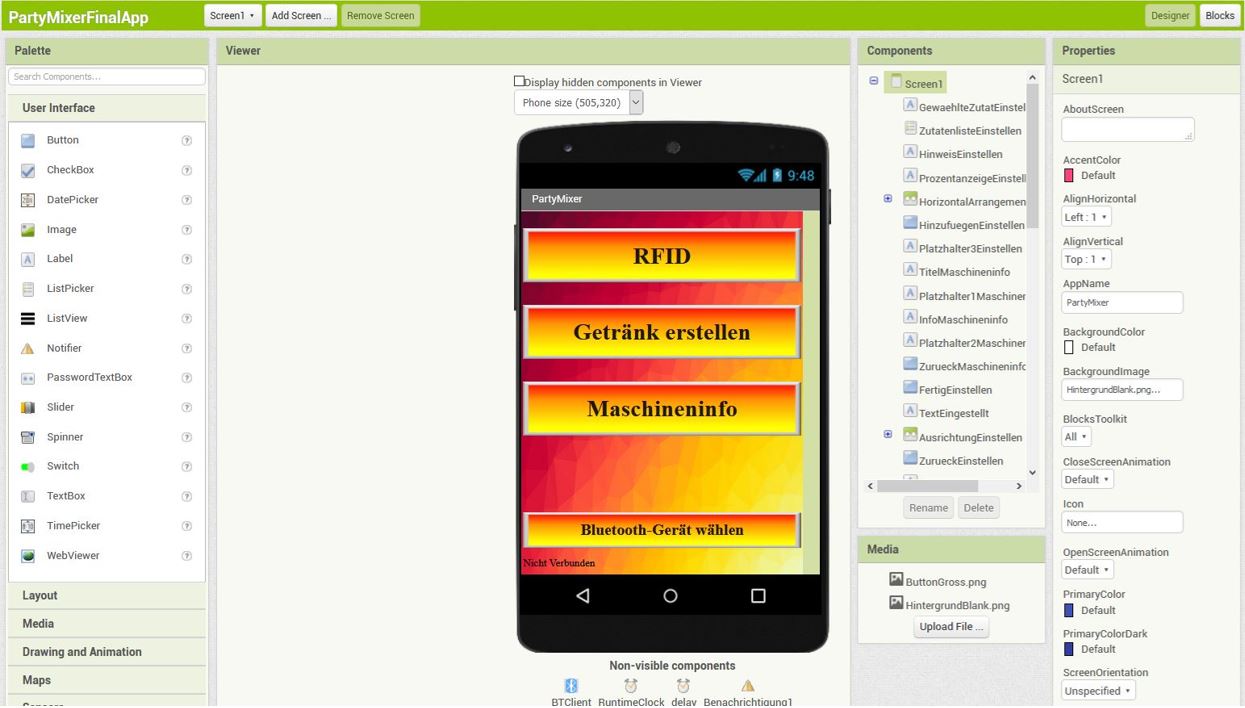 PartyMixerFinalApp
Screen1
Add Screen ...
Remove Screen
Designer
Blocks
Palette
Search Components...
User Interface
Button
CheckBox
DatePicker
Image
Label
ListPicker
ListView
Notifier
PasswordTextBox
Slider
Spinner
Switch
TextBox
TimePicker
WebViewer
Layout
Media
Drawing and Animation
Maps
Sensors
Viewer
Display hidden components in Viewer
Phone size (505,320)
9:48
PartyMixer
RFID
Getränk erstellen
Maschineninfo
Bluetooth-Gerät wählen
Nicht Verbunden
Non-visible components
BTClient
RuntimeClock
delay
Benachrichtigung1
Components
Screen1
GewaehlteZutatEinstel
ZutatenlisteEinstellen
HinweisEinstellen
ProzentanzeigeEinstell
HorizontalArrangemen
HinzufuegenEinstellen
Platzhalter3Einstellen
TitelMaschineninfo
Platzhalter1Maschiner
InfoMaschineninfo
Platzhalter2Maschiner
ZurueckMaschineninfo
FertigEinstellen
TextEingestellt
AusrichtungEinstellen
ZurueckEinstellen
Rename
Delete
Media
ButtonGross.png
HintergrundBlank.png
Upload File ...
Properties
Screen1
AboutScreen
AccentColor
Default
AlignHorizontal
Left : 1
AlignVertical
Top : 1
AppName
PartyMixer
BackgroundColor
Default
BackgroundImage
HintergrundBlank.png...
BlocksToolkit
All
CloseScreenAnimation
Default
Icon
None...
OpenScreenAnimation
Default
PrimaryColor
Default
PrimaryColorDark
Default
ScreenOrientation
Unspecified